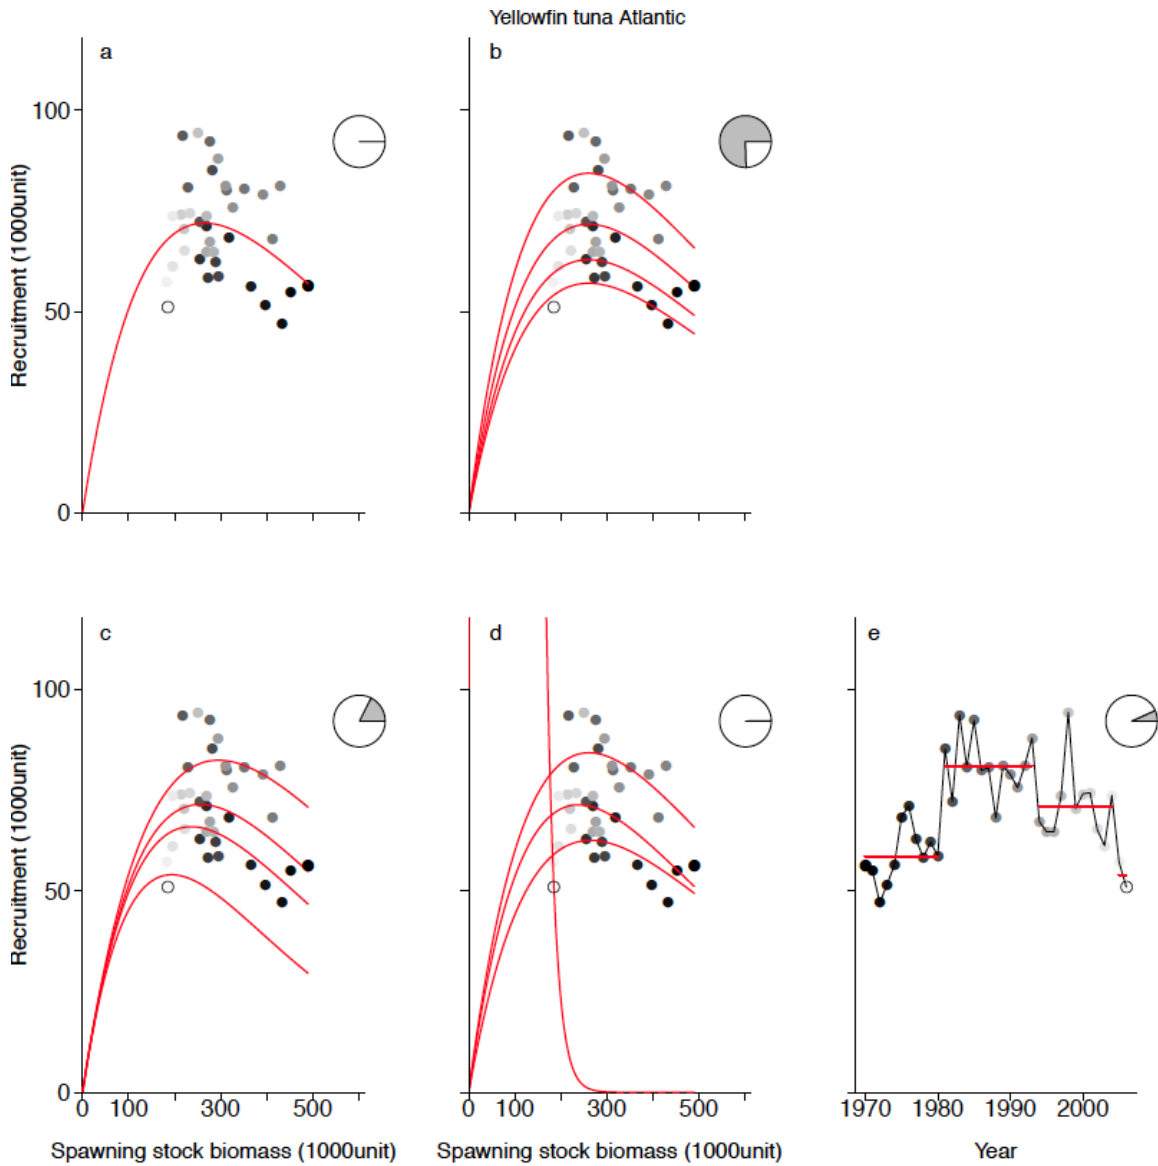 Yellowfin tuna Atlantic
a
b
100
50
0
Recruitment (1000unit)
c
d
e
100
50
0
Recruitment (1000unit)
0 100 300 500
0 100 300 500
1970 1980 1990 2000
Spawning stock biomass (1000unit)
Spawning stock biomass (1000unit)
Year